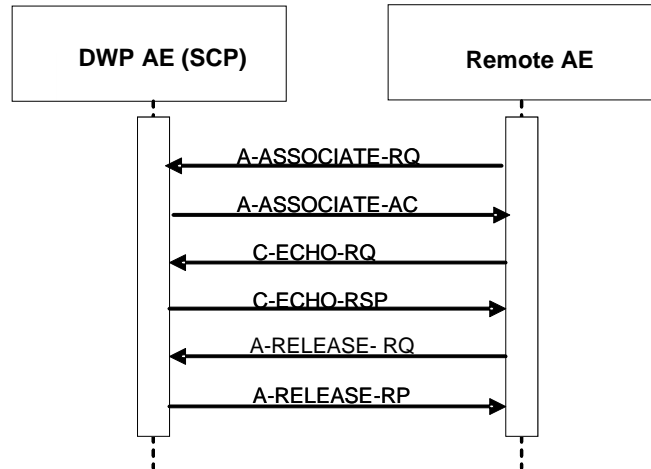 DWP AE (SCP)
Remote AE
A-ASSOCIATE-RQ
A-ASSOCIATE-AC
C-ECHO-RQ
C-ECHO-RSP
A-RELEASE- RQ
A-RELEASE-RP